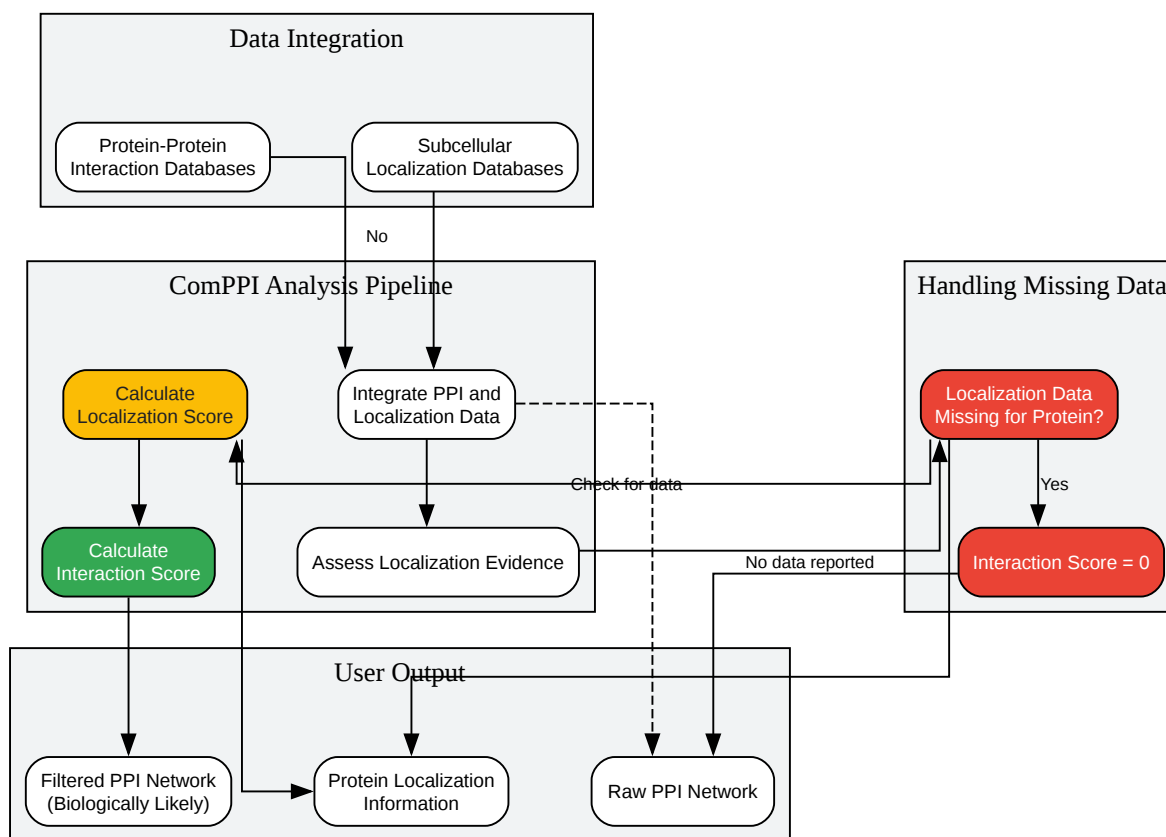 Data Integration
Protein-Protein
Interaction Databases
Subcellular
Localization Databases
No
ComPPI Analysis Pipeline
Handling Missing Data
Calculate
Localization Score
Integrate PPI and
Localization Data
Localization Data
Missing for Protein?
Check for data
Yes
Calculate
Interaction Score
Assess Localization Evidence
No data reported
Interaction Score = 0
User Output
Filtered PPI Network
(Biologically Likely)
Protein Localization
Information
Raw PPI Network